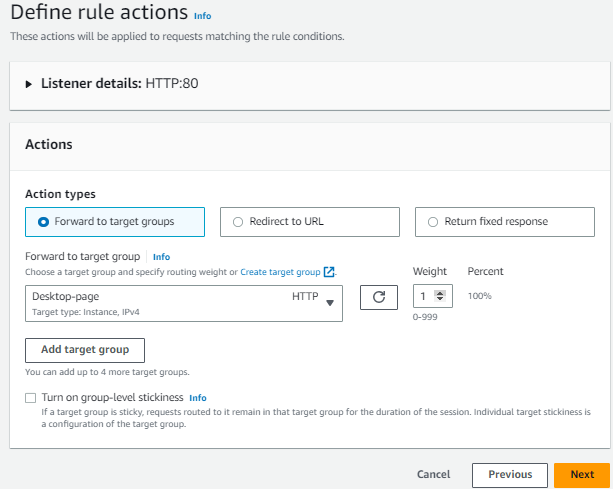 Define rule actions Info
These actions will be applied to requests matching the rule conditions.
Listener details: HTTP:80
Actions
Action types
Forward to target groups
Redirect to URL
Return fixed response
Forward to target group Info
Choose a target group and specify routing weight or Create target group.
Weight
Percent
Desktop-page HTTP
Target type: Instance, IPv4
1
100%
0-999
Add target group
You can add up to 4 more target groups.
Turn on group-level stickiness Info
If a target group is sticky, requests routed to it remain in that target group for the duration of the session. Individual target stickiness is
a configuration of the target group.
Cancel
Previous
Next